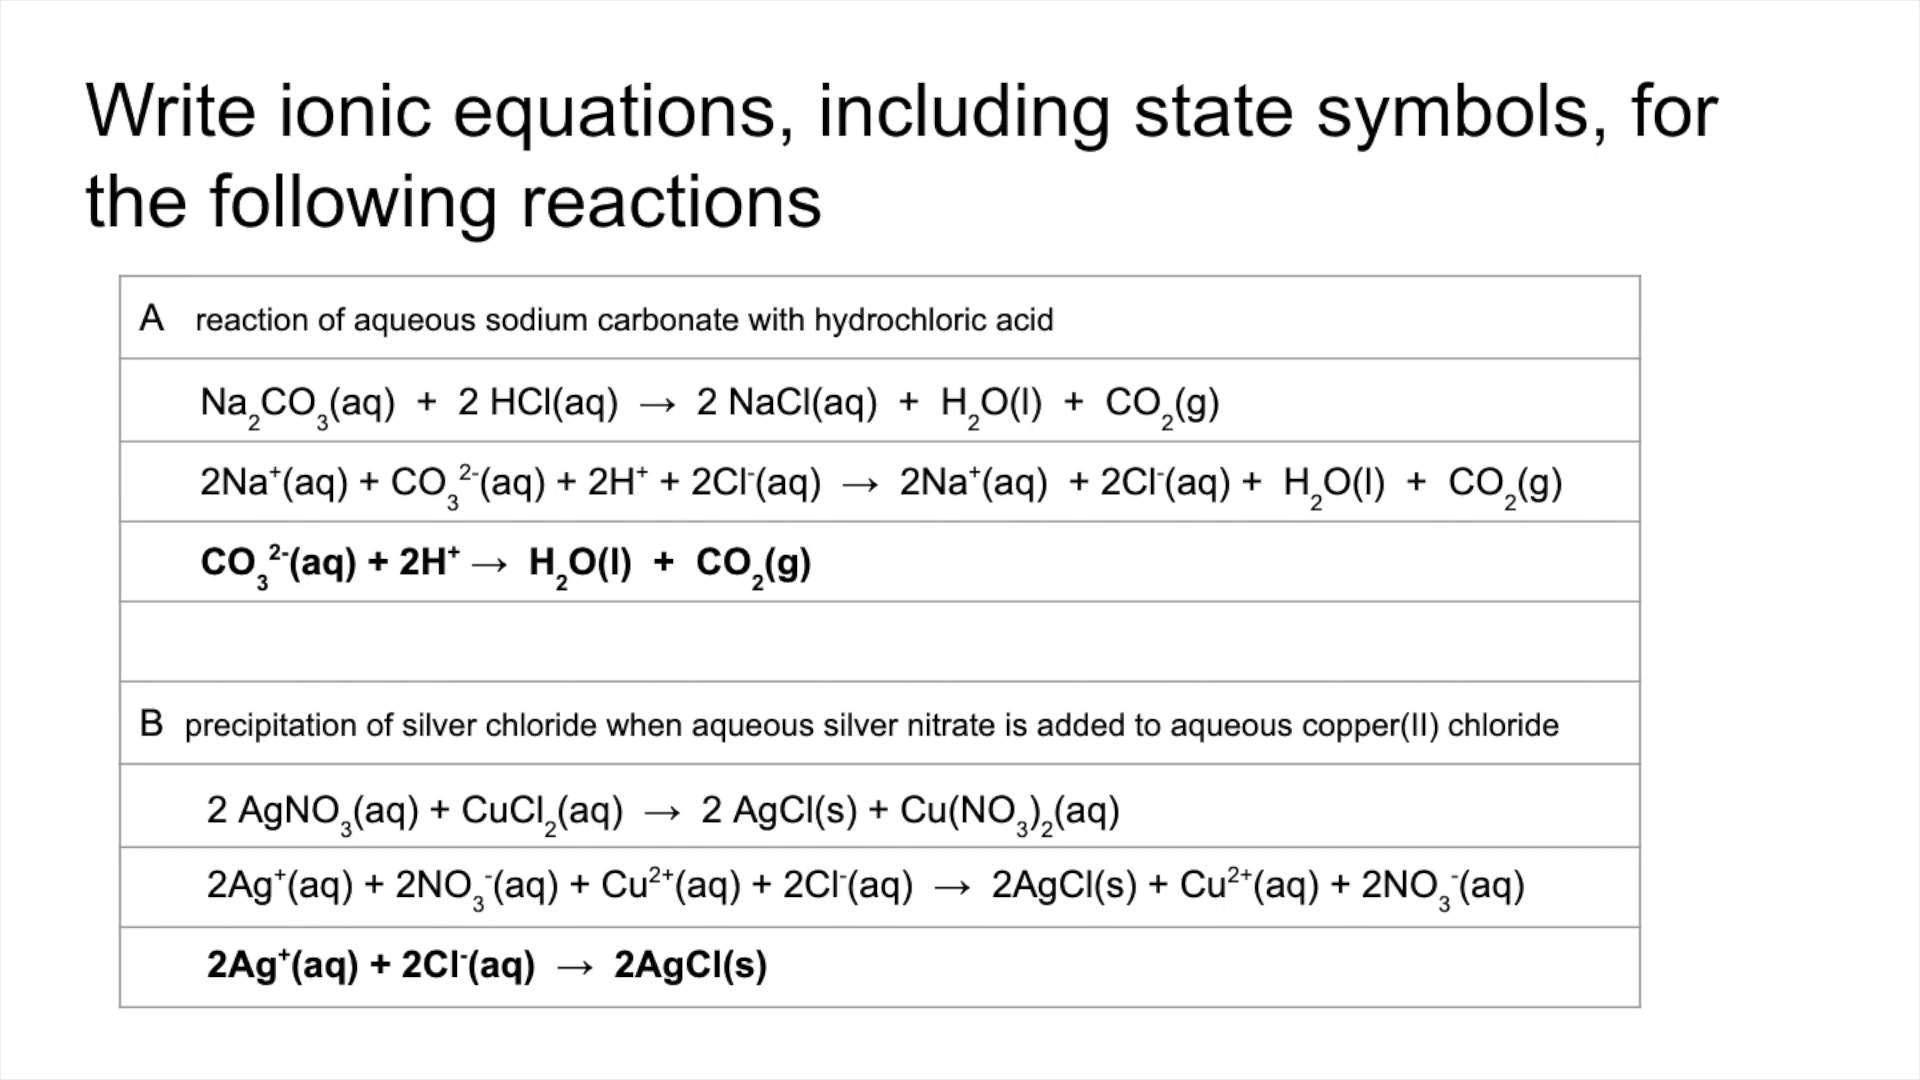 Write ionic equations, including state symbols, for
the following reactions
A reaction of aqueous sodium carbonate with hydrochloric acid
Na₂CO₃(aq) + 2 HCl(aq) → 2 NaCl(aq) + H₂O(l) + CO₂(g)
2Na⁺(aq) + CO₃²⁻(aq) + 2H⁺ + 2Cl⁻(aq) → 2Na⁺(aq) + 2Cl⁻(aq) + H₂O(l) + CO₂(g)
CO₃²⁻(aq) + 2H⁺ → H₂O(l) + CO₂(g)
B precipitation of silver chloride when aqueous silver nitrate is added to aqueous copper(II) chloride
2 AgNO₃(aq) + CuCl₂(aq) → 2 AgCl(s) + Cu(NO₃)₂(aq)
2Ag⁺(aq) + 2NO₃⁻(aq) + Cu²⁺(aq) + 2Cl⁻(aq) → 2AgCl(s) + Cu²⁺(aq) + 2NO₃⁻(aq)
2Ag⁺(aq) + 2Cl⁻(aq) → 2AgCl(s)